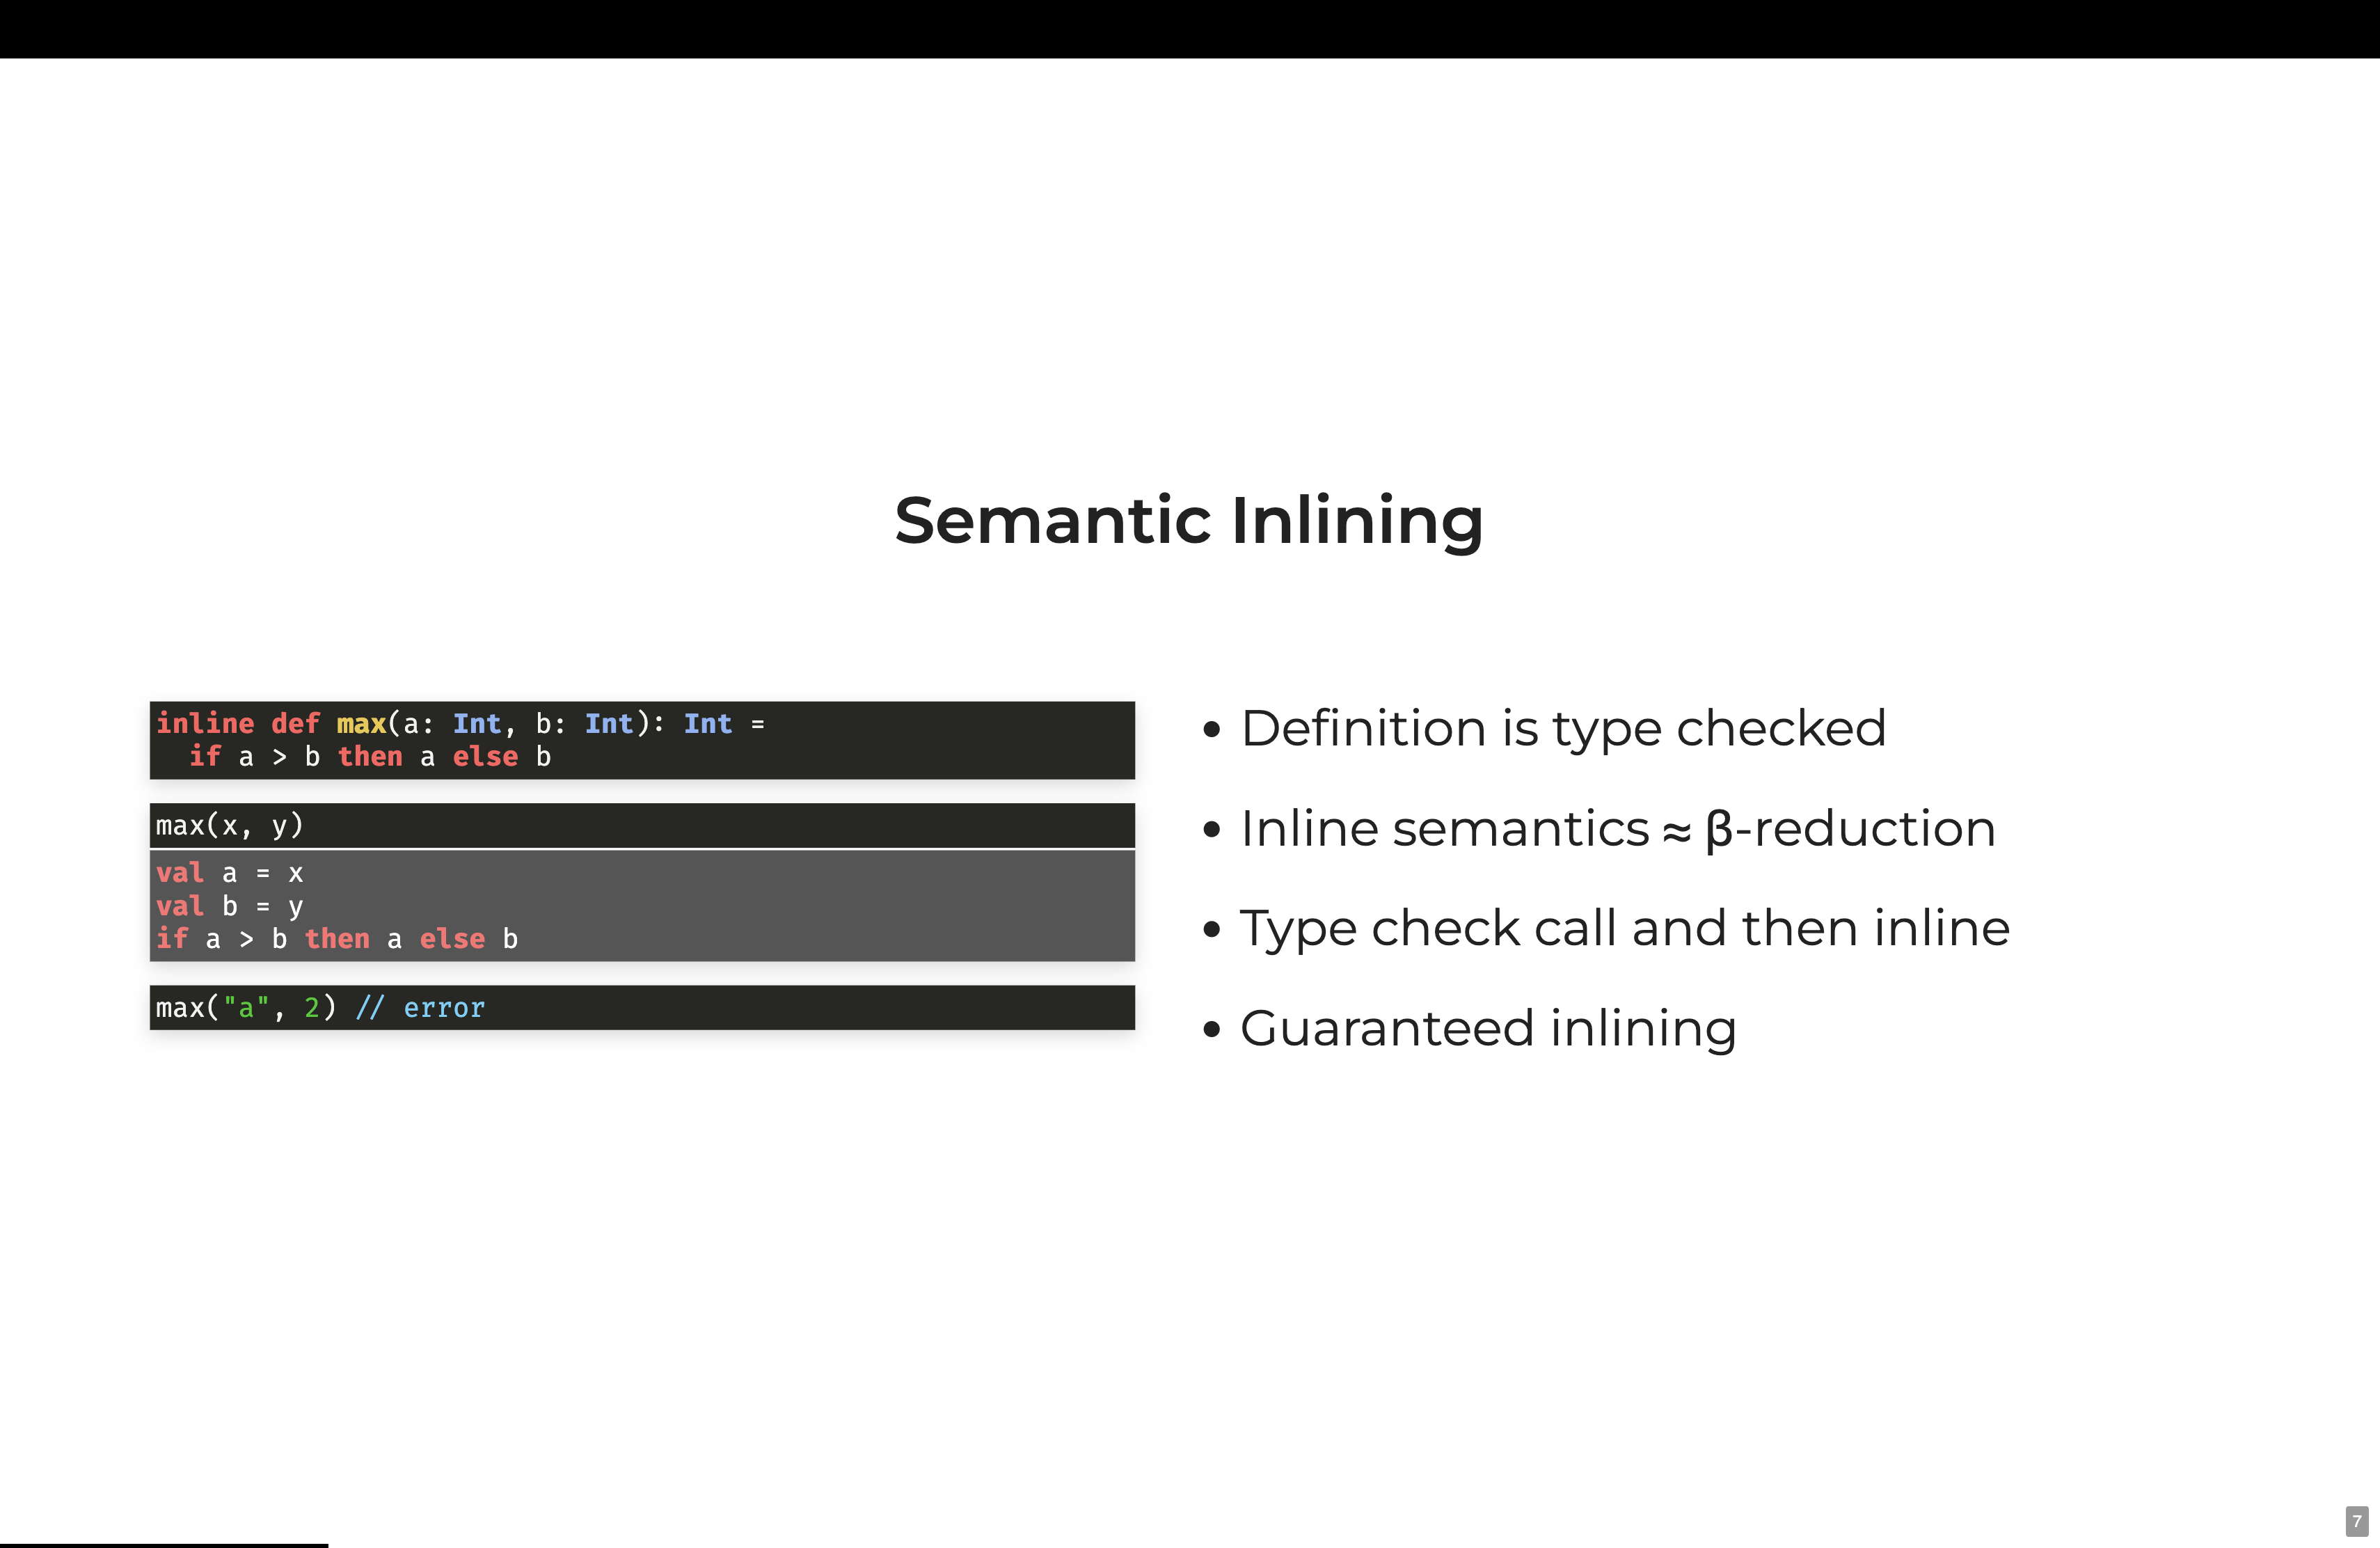 Semantic Inlining
inline def max(a: Int, b: Int): Int =
  if a > b then a else b
max(x, y)
val a = x
val b = y
if a > b then a else b
max("a", 2) // error
• Definition is type checked
• Inline semantics ≈ β-reduction
• Type check call and then inline
• Guaranteed inlining
7